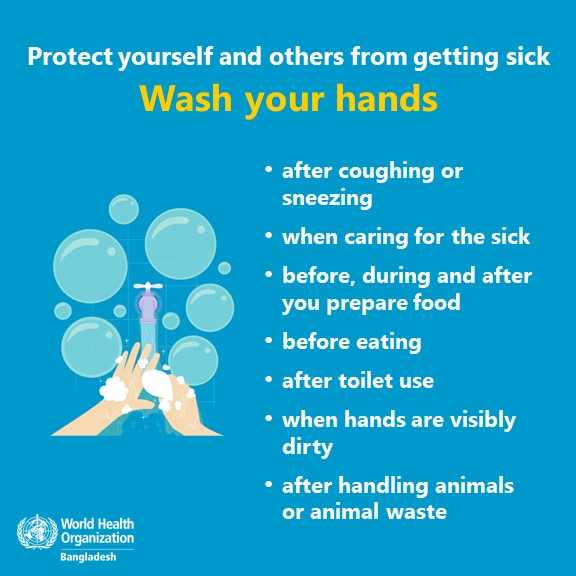 Protect yourself and others from getting sick
Wash your hands
• after coughing or
sneezing
• when caring for the sick
• before, during and after
you prepare food
• before eating
• after toilet use
• when hands are visibly
dirty
• after handling animals
or animal waste
World Health
Organization
Bangladesh